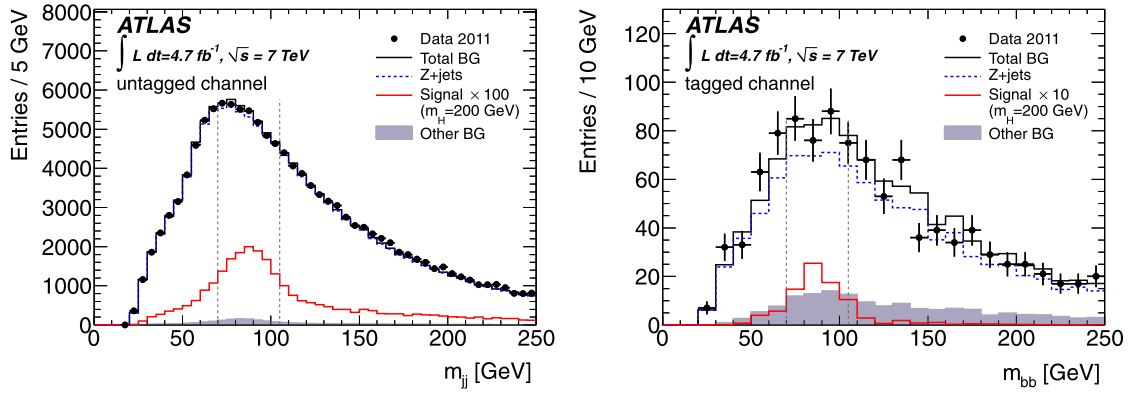 ATLAS
∫ L dt=4.7 fb⁻¹, √s = 7 TeV
untagged channel
Data 2011
Total BG
Z+jets
Signal × 100
(m_H=200 GeV)
Other BG
Entries / 5 GeV
8000
7000
6000
5000
4000
3000
2000
1000
0
0 50 100 150 200 250
m_jj [GeV]
ATLAS
∫ L dt=4.7 fb⁻¹, √s = 7 TeV
tagged channel
Data 2011
Total BG
Z+jets
Signal × 10
(m_H=200 GeV)
Other BG
Entries / 10 GeV
120
100
80
60
40
20
0
0 50 100 150 200 250
m_bb [GeV]